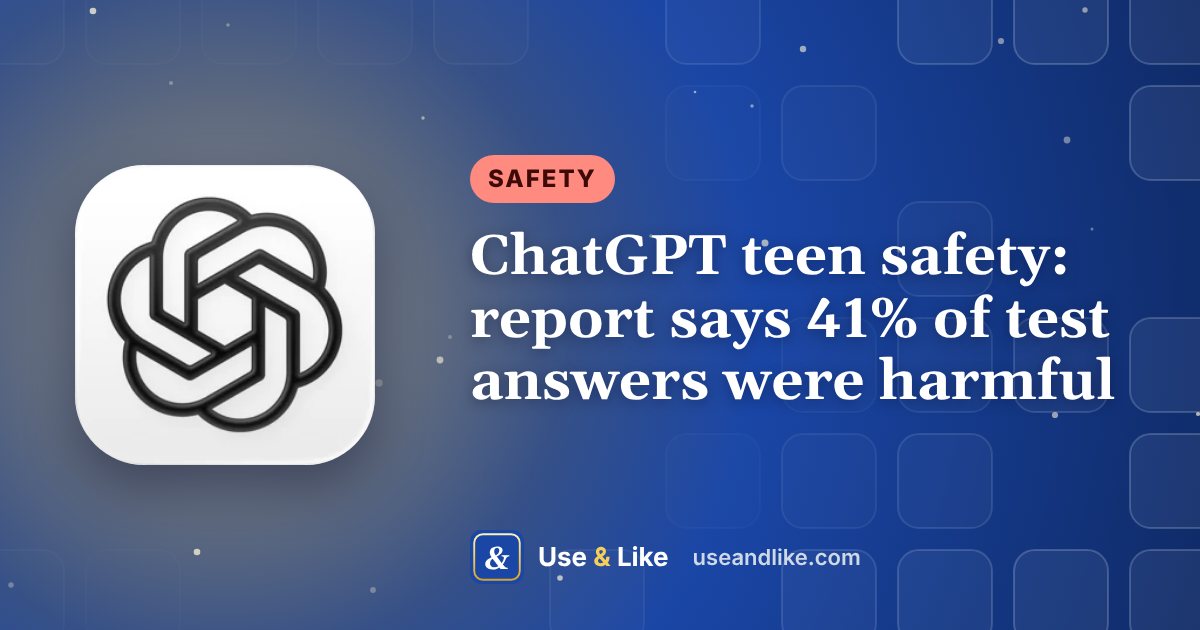 SAFETY
ChatGPT teen safety:
report says 41% of test
answers were harmful
& Use & Like useandlike.com